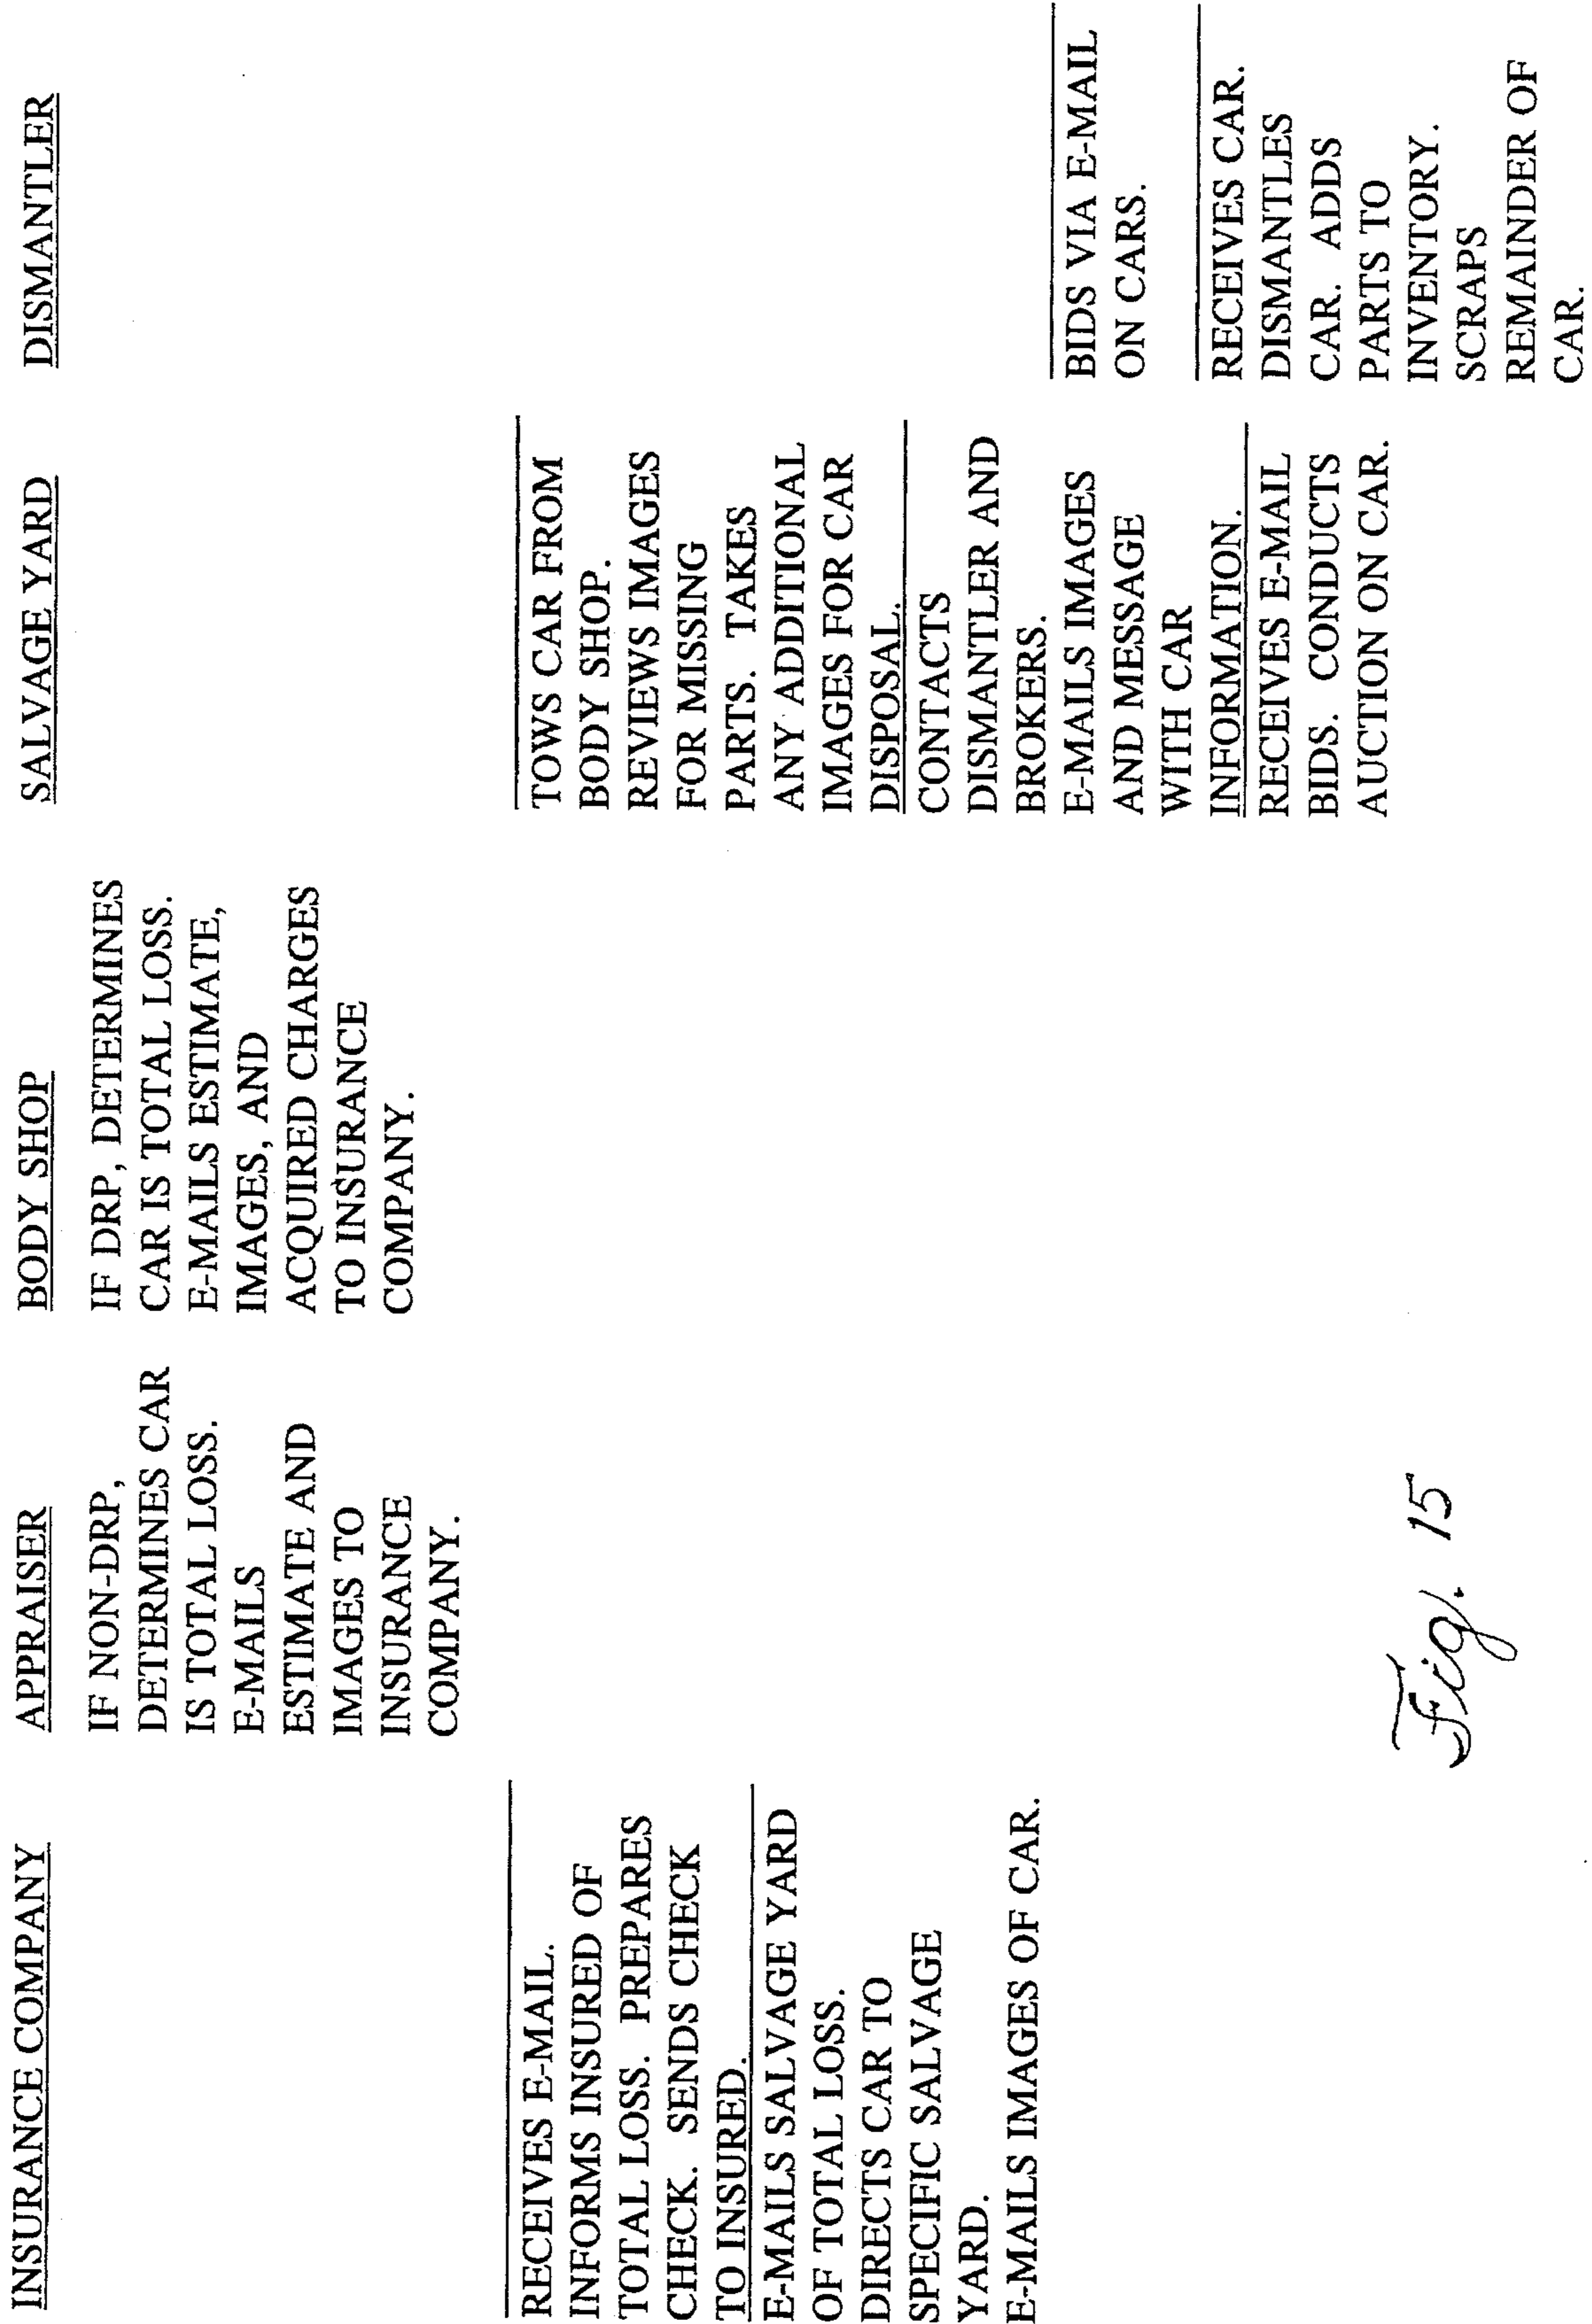 INSURANCE COMPANY
RECEIVES E-MAIL.
INFORMS INSURED OF
TOTAL LOSS. PREPARES
CHECK. SENDS CHECK
TO INSURED.
E-MAILS SALVAGE YARD
OF TOTAL LOSS.
DIRECTS CAR TO
SPECIFIC SALVAGE
YARD.
E-MAILS IMAGES OF CAR.
APPRAISER
IF NON-DRP,
DETERMINES CAR
IS TOTAL LOSS.
E-MAILS
ESTIMATE AND
IMAGES TO
INSURANCE
COMPANY.
BODY SHOP
IF DRP, DETERMINES
CAR IS TOTAL LOSS.
E-MAILS ESTIMATE,
IMAGES, AND
ACQUIRED CHARGES
TO INSURANCE
COMPANY.
SALVAGE YARD
TOWS CAR FROM
BODY SHOP.
REVIEWS IMAGES
FOR MISSING
PARTS. TAKES
ANY ADDITIONAL
IMAGES FOR CAR
DISPOSAL.
CONTACTS
DISMANTLER AND
BROKERS.
E-MAILS IMAGES
AND MESSAGE
WITH CAR
INFORMATION.
RECEIVES E-MAIL
BIDS. CONDUCTS
AUCTION ON CAR.
DISMANTLER
BIDS VIA E-MAIL
ON CARS.
RECEIVES CAR.
DISMANTLES
CAR. ADDS
PARTS TO
INVENTORY.
SCRAPS
REMAINDER OF
CAR.
Fig. 15